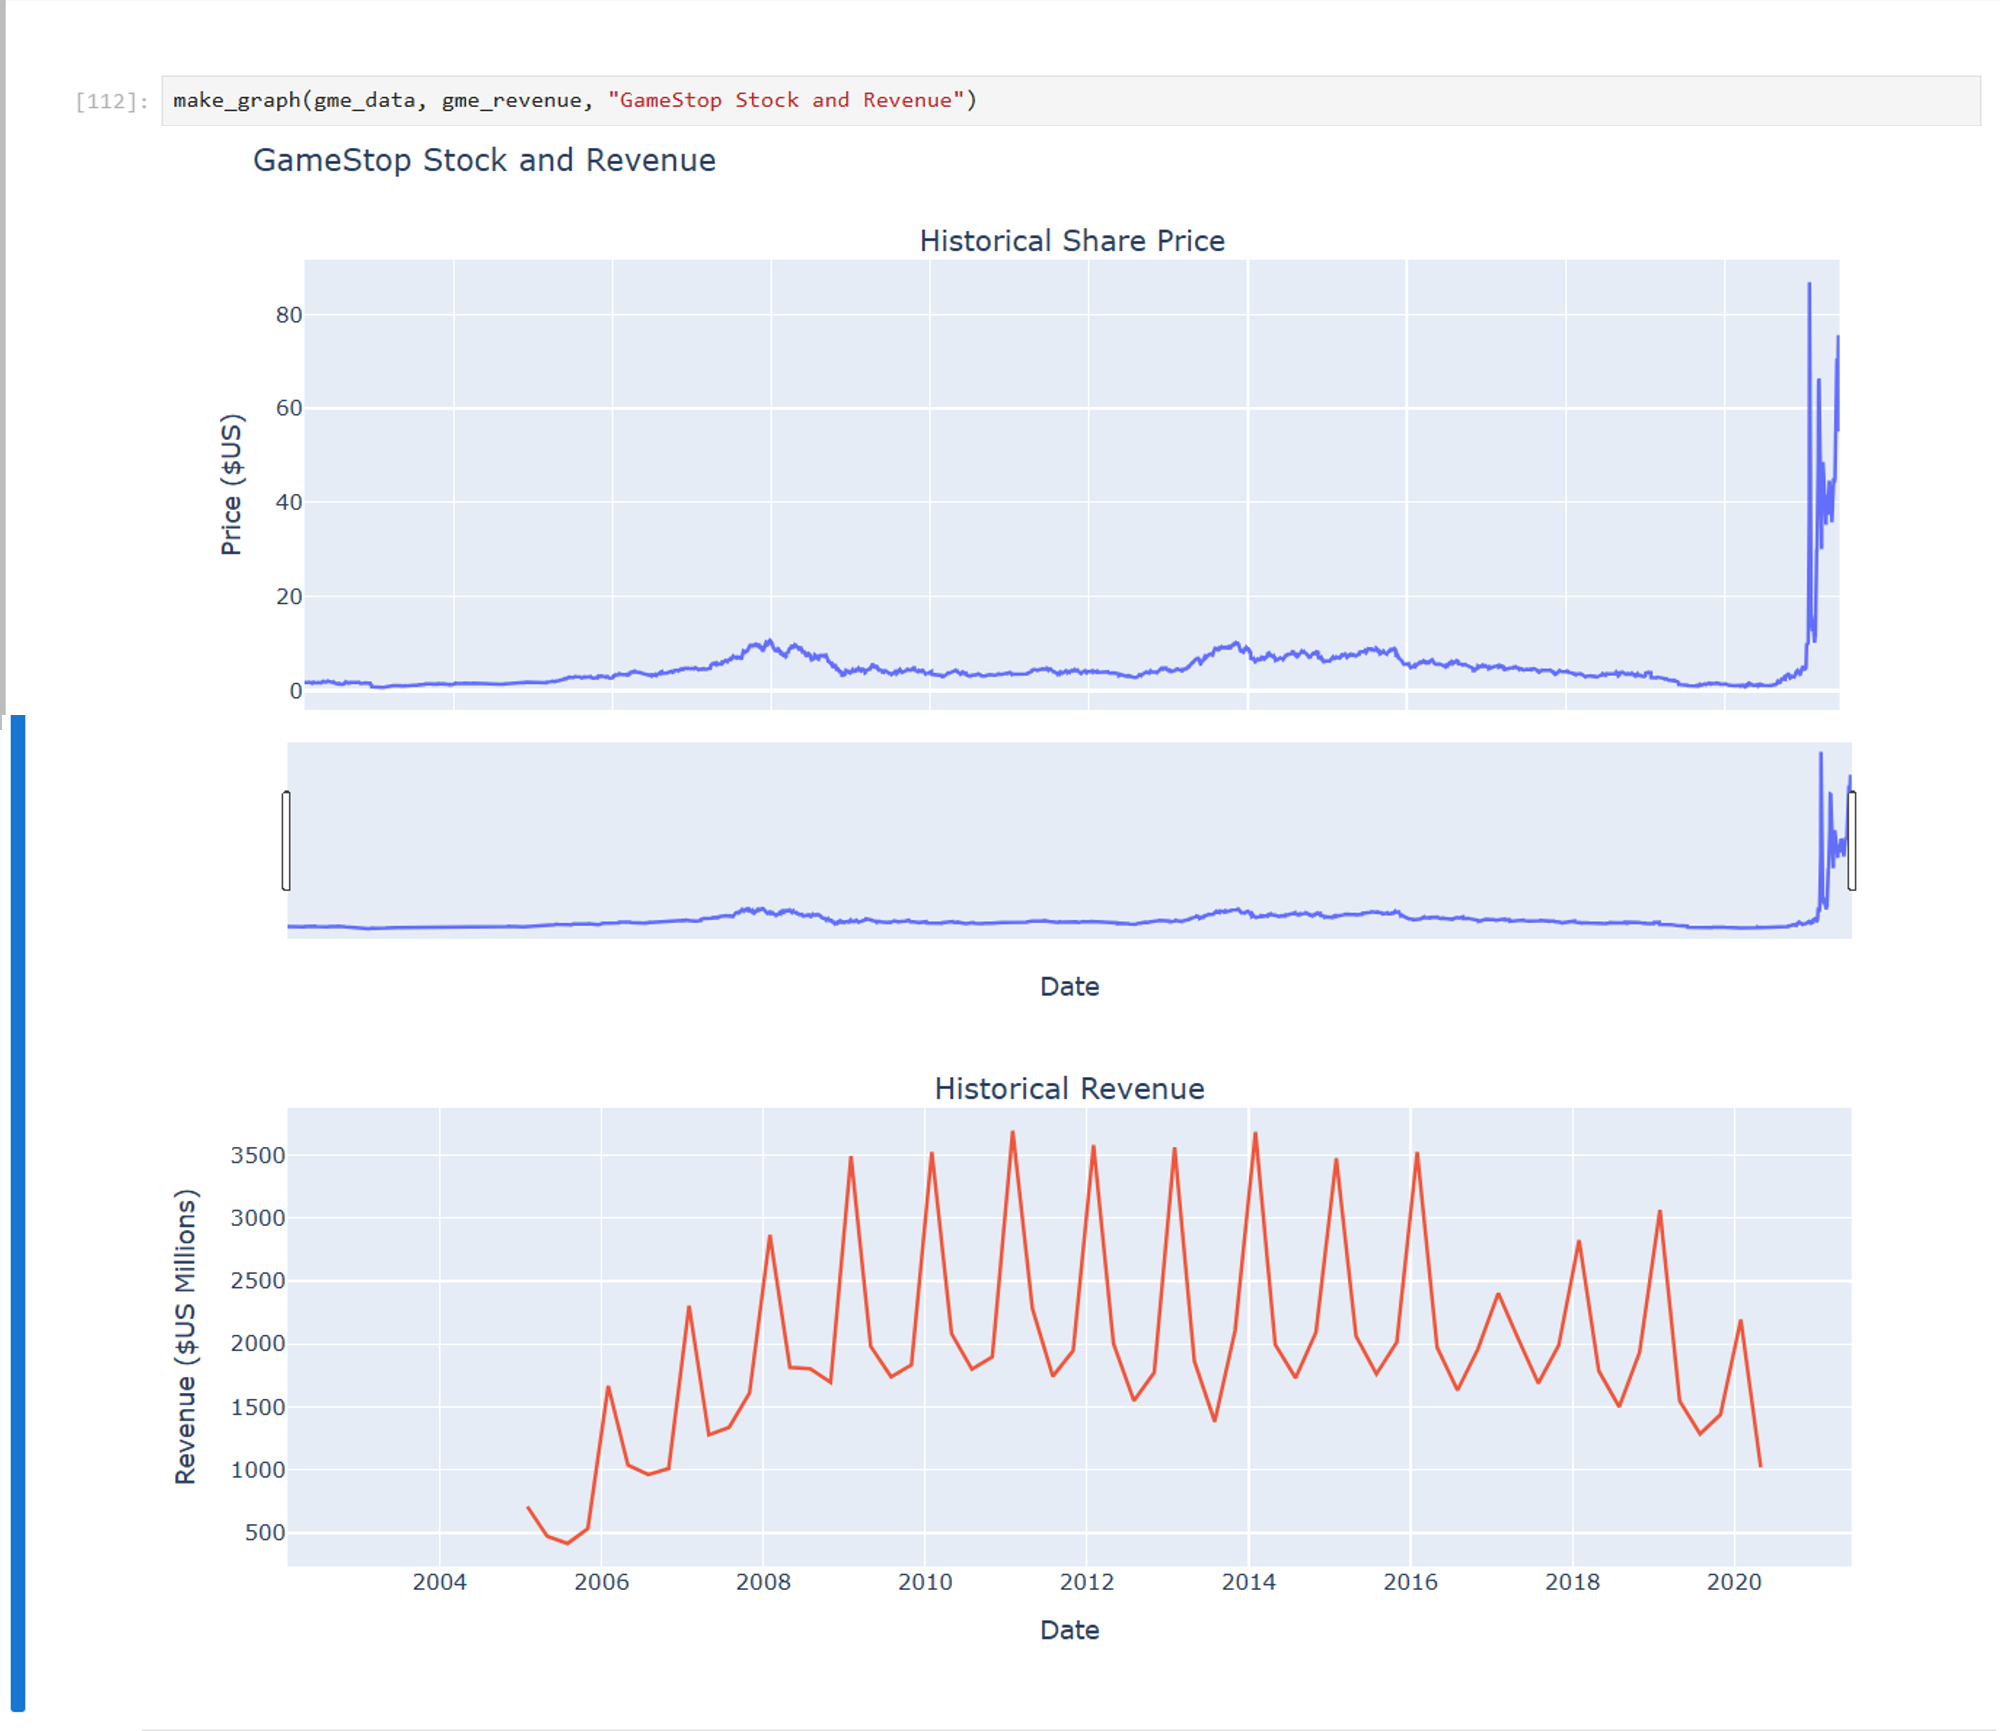 [112]: make_graph(gme_data, gme_revenue, "GameStop Stock and Revenue")
GameStop Stock and Revenue
Historical Share Price
Price ($US)
80
60
40
20
0
Date
Historical Revenue
Revenue ($US Millions)
3500
3000
2500
2000
1500
1000
500
2004 2006 2008 2010 2012 2014 2016 2018 2020
Date